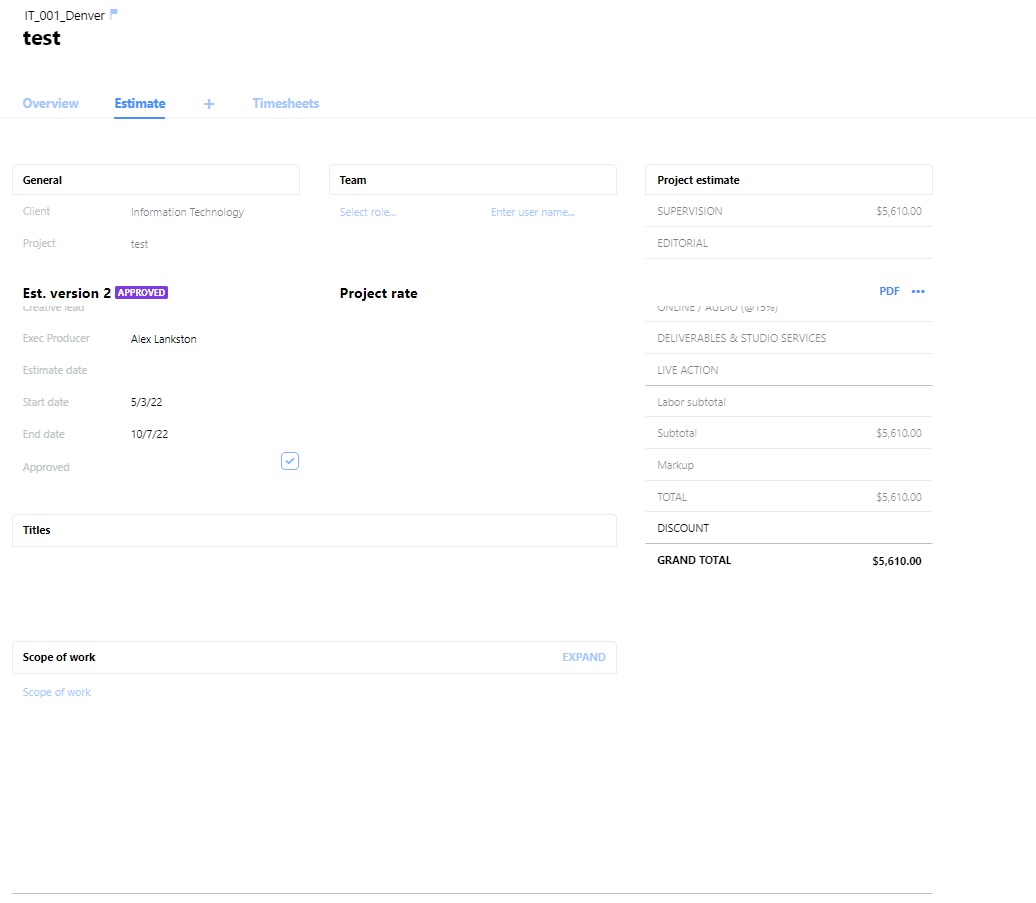 IT_001_Denver
test
Overview
Estimate
+
Timesheets
General
Client
Information Technology
Project
test
Team
Select role...
Enter user name...
Project estimate
SUPERVISION
$5,610.00
EDITORIAL
Est. version 2 APPROVED
Project rate
PDF
Creative lead
Exec Producer
Alex Lankston
Estimate date
Start date
5/3/22
End date
10/7/22
Approved
ONLINE / AUDIO (@15%)
DELIVERABLES & STUDIO SERVICES
LIVE ACTION
Labor subtotal
Subtotal
$5,610.00
Markup
TOTAL
$5,610.00
DISCOUNT
GRAND TOTAL
$5,610.00
Titles
Scope of work
EXPAND
Scope of work